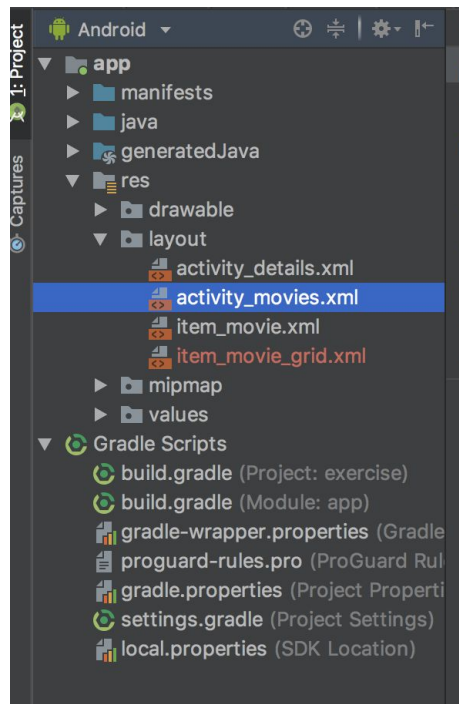 1: Project
Captures
Android
app
manifests
java
generatedJava
res
drawable
layout
activity_details.xml
activity_movies.xml
item_movie.xml
item_movie_grid.xml
mipmap
values
Gradle Scripts
build.gradle (Project: exercise)
build.gradle (Module: app)
gradle-wrapper.properties (Gradle
proguard-rules.pro (ProGuard Rul
gradle.properties (Project Properti
settings.gradle (Project Settings)
local.properties (SDK Location)